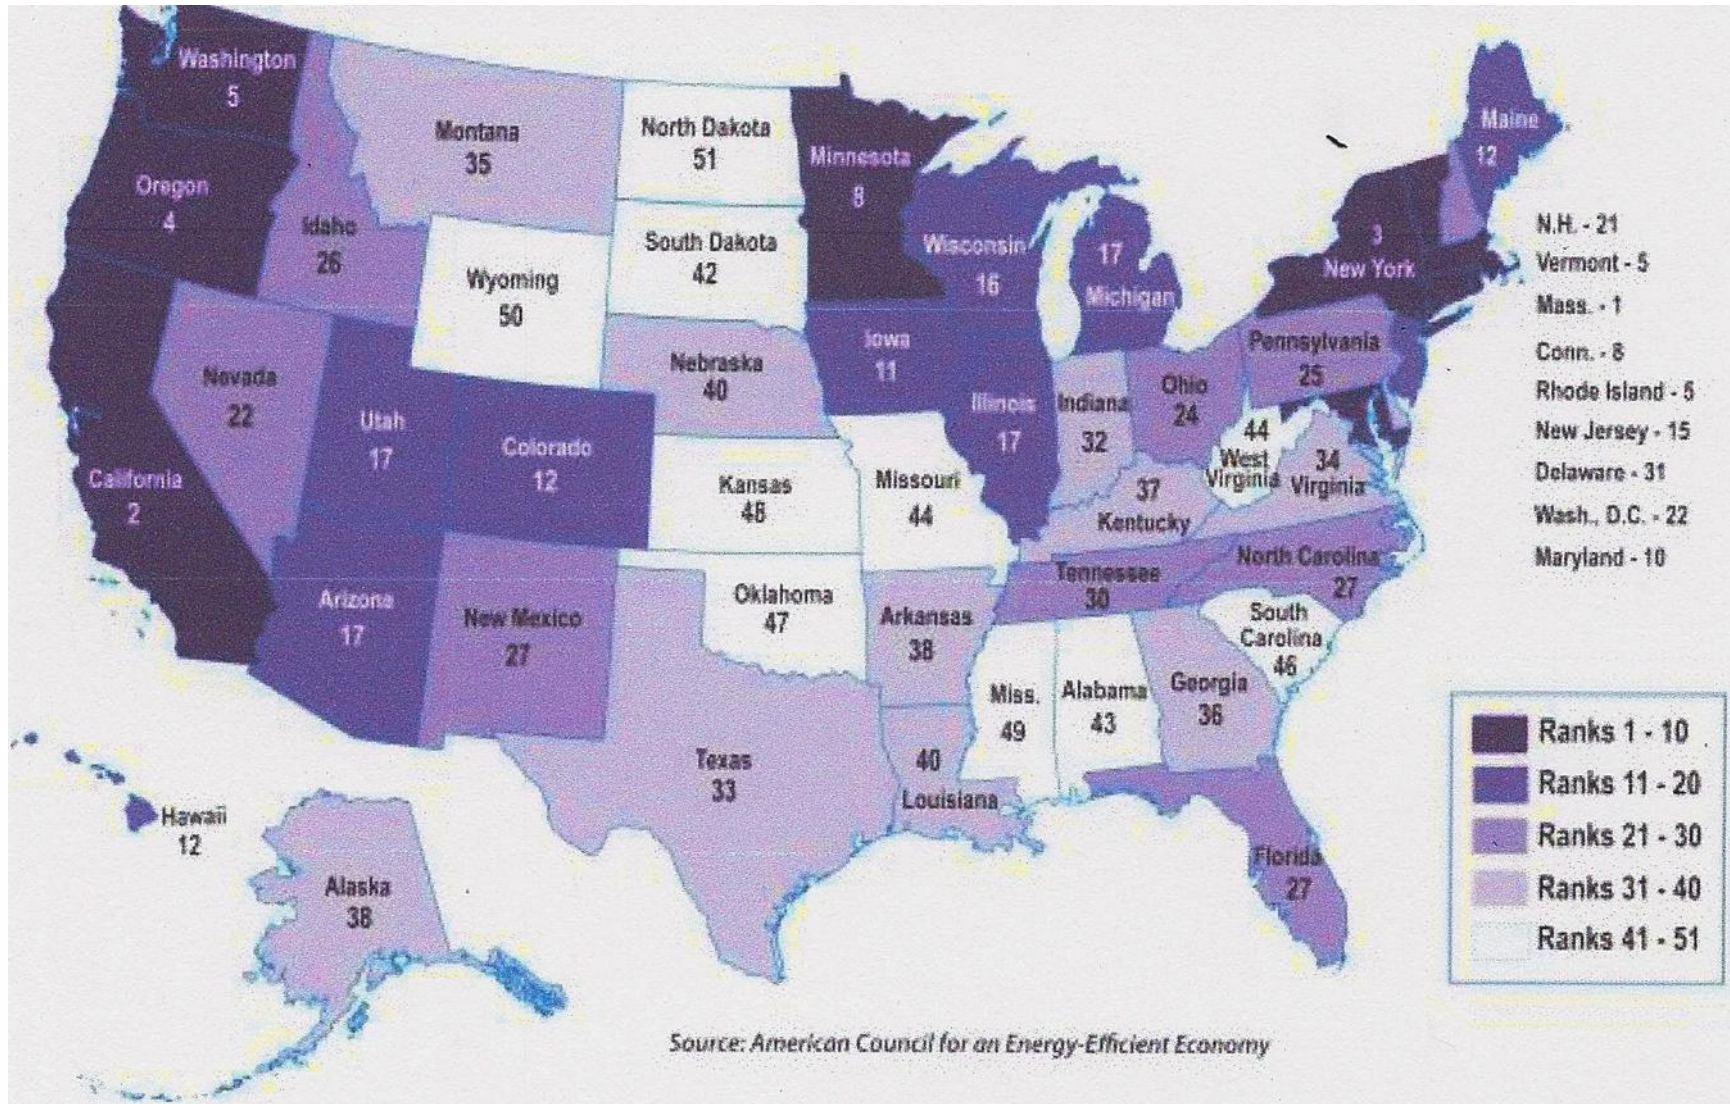 Washington
5
Oregon
4
California
2
Idaho
26
Nevada
22
Utah
17
Arizona
17
Montana
35
Wyoming
50
Colorado
12
New Mexico
27
North Dakota
51
South Dakota
42
Nebraska
40
Kansas
48
Oklahoma
47
Texas
33
Minnesota
8
Iowa
11
Missouri
44
Arkansas
38
40
Louisiana
Wisconsin
16
Illinois
17
17
Michigan
Indiana
32
Ohio
24
37
Kentucky
Tennessee
30
Miss.
49
Alabama
43
Georgia
36
Florida
27
South
Carolina
46
North Carolina
27
44
West
Virginia
34
Virginia
Pennsylvania
25
3
New York
Maine
12
Hawaii
12
Alaska
38
N.H. - 21
Vermont - 5
Mass. - 1
Conn. - 8
Rhode Island - 5
New Jersey - 15
Delaware - 31
Wash., D.C. - 22
Maryland - 10
Ranks 1 - 10
Ranks 11 - 20
Ranks 21 - 30
Ranks 31 - 40
Ranks 41 - 51
Source: American Council for an Energy-Efficient Economy